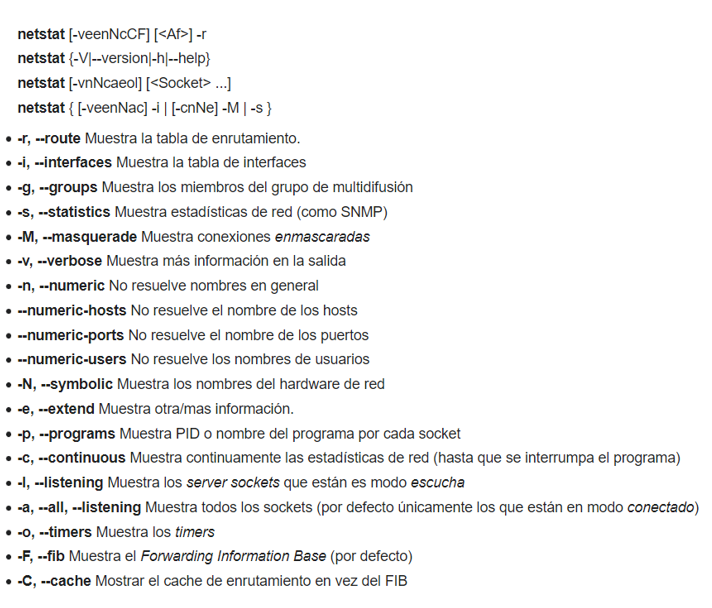 netstat [-veenNcCF] [<Af>] -r
netstat {-V|--version|-h|--help}
netstat [-vnNcaeol] [<Socket> ...]
netstat { [-veenNac] -i | [-cnNe] -M | -s }
• -r, --route Muestra la tabla de enrutamiento.
• -i, --interfaces Muestra la tabla de interfaces
• -g, --groups Muestra los miembros del grupo de multidifusión
• -s, --statistics Muestra estadísticas de red (como SNMP)
• -M, --masquerade Muestra conexiones enmascaradas
• -v, --verbose Muestra más información en la salida
• -n, --numeric No resuelve nombres en general
• --numeric-hosts No resuelve el nombre de los hosts
• --numeric-ports No resuelve el nombre de los puertos
• --numeric-users No resuelve los nombres de usuarios
• -N, --symbolic Muestra los nombres del hardware de red
• -e, --extend Muestra otra/mas información.
• -p, --programs Muestra PID o nombre del programa por cada socket
• -c, --continuous Muestra continuamente las estadísticas de red (hasta que se interrumpa el programa)
• -l, --listening Muestra los server sockets que están es modo escucha
• -a, --all, --listening Muestra todos los sockets (por defecto únicamente los que están en modo conectado)
• -o, --timers Muestra los timers
• -F, --fib Muestra el Forwarding Information Base (por defecto)
• -C, --cache Mostrar el cache de enrutamiento en vez del FIB